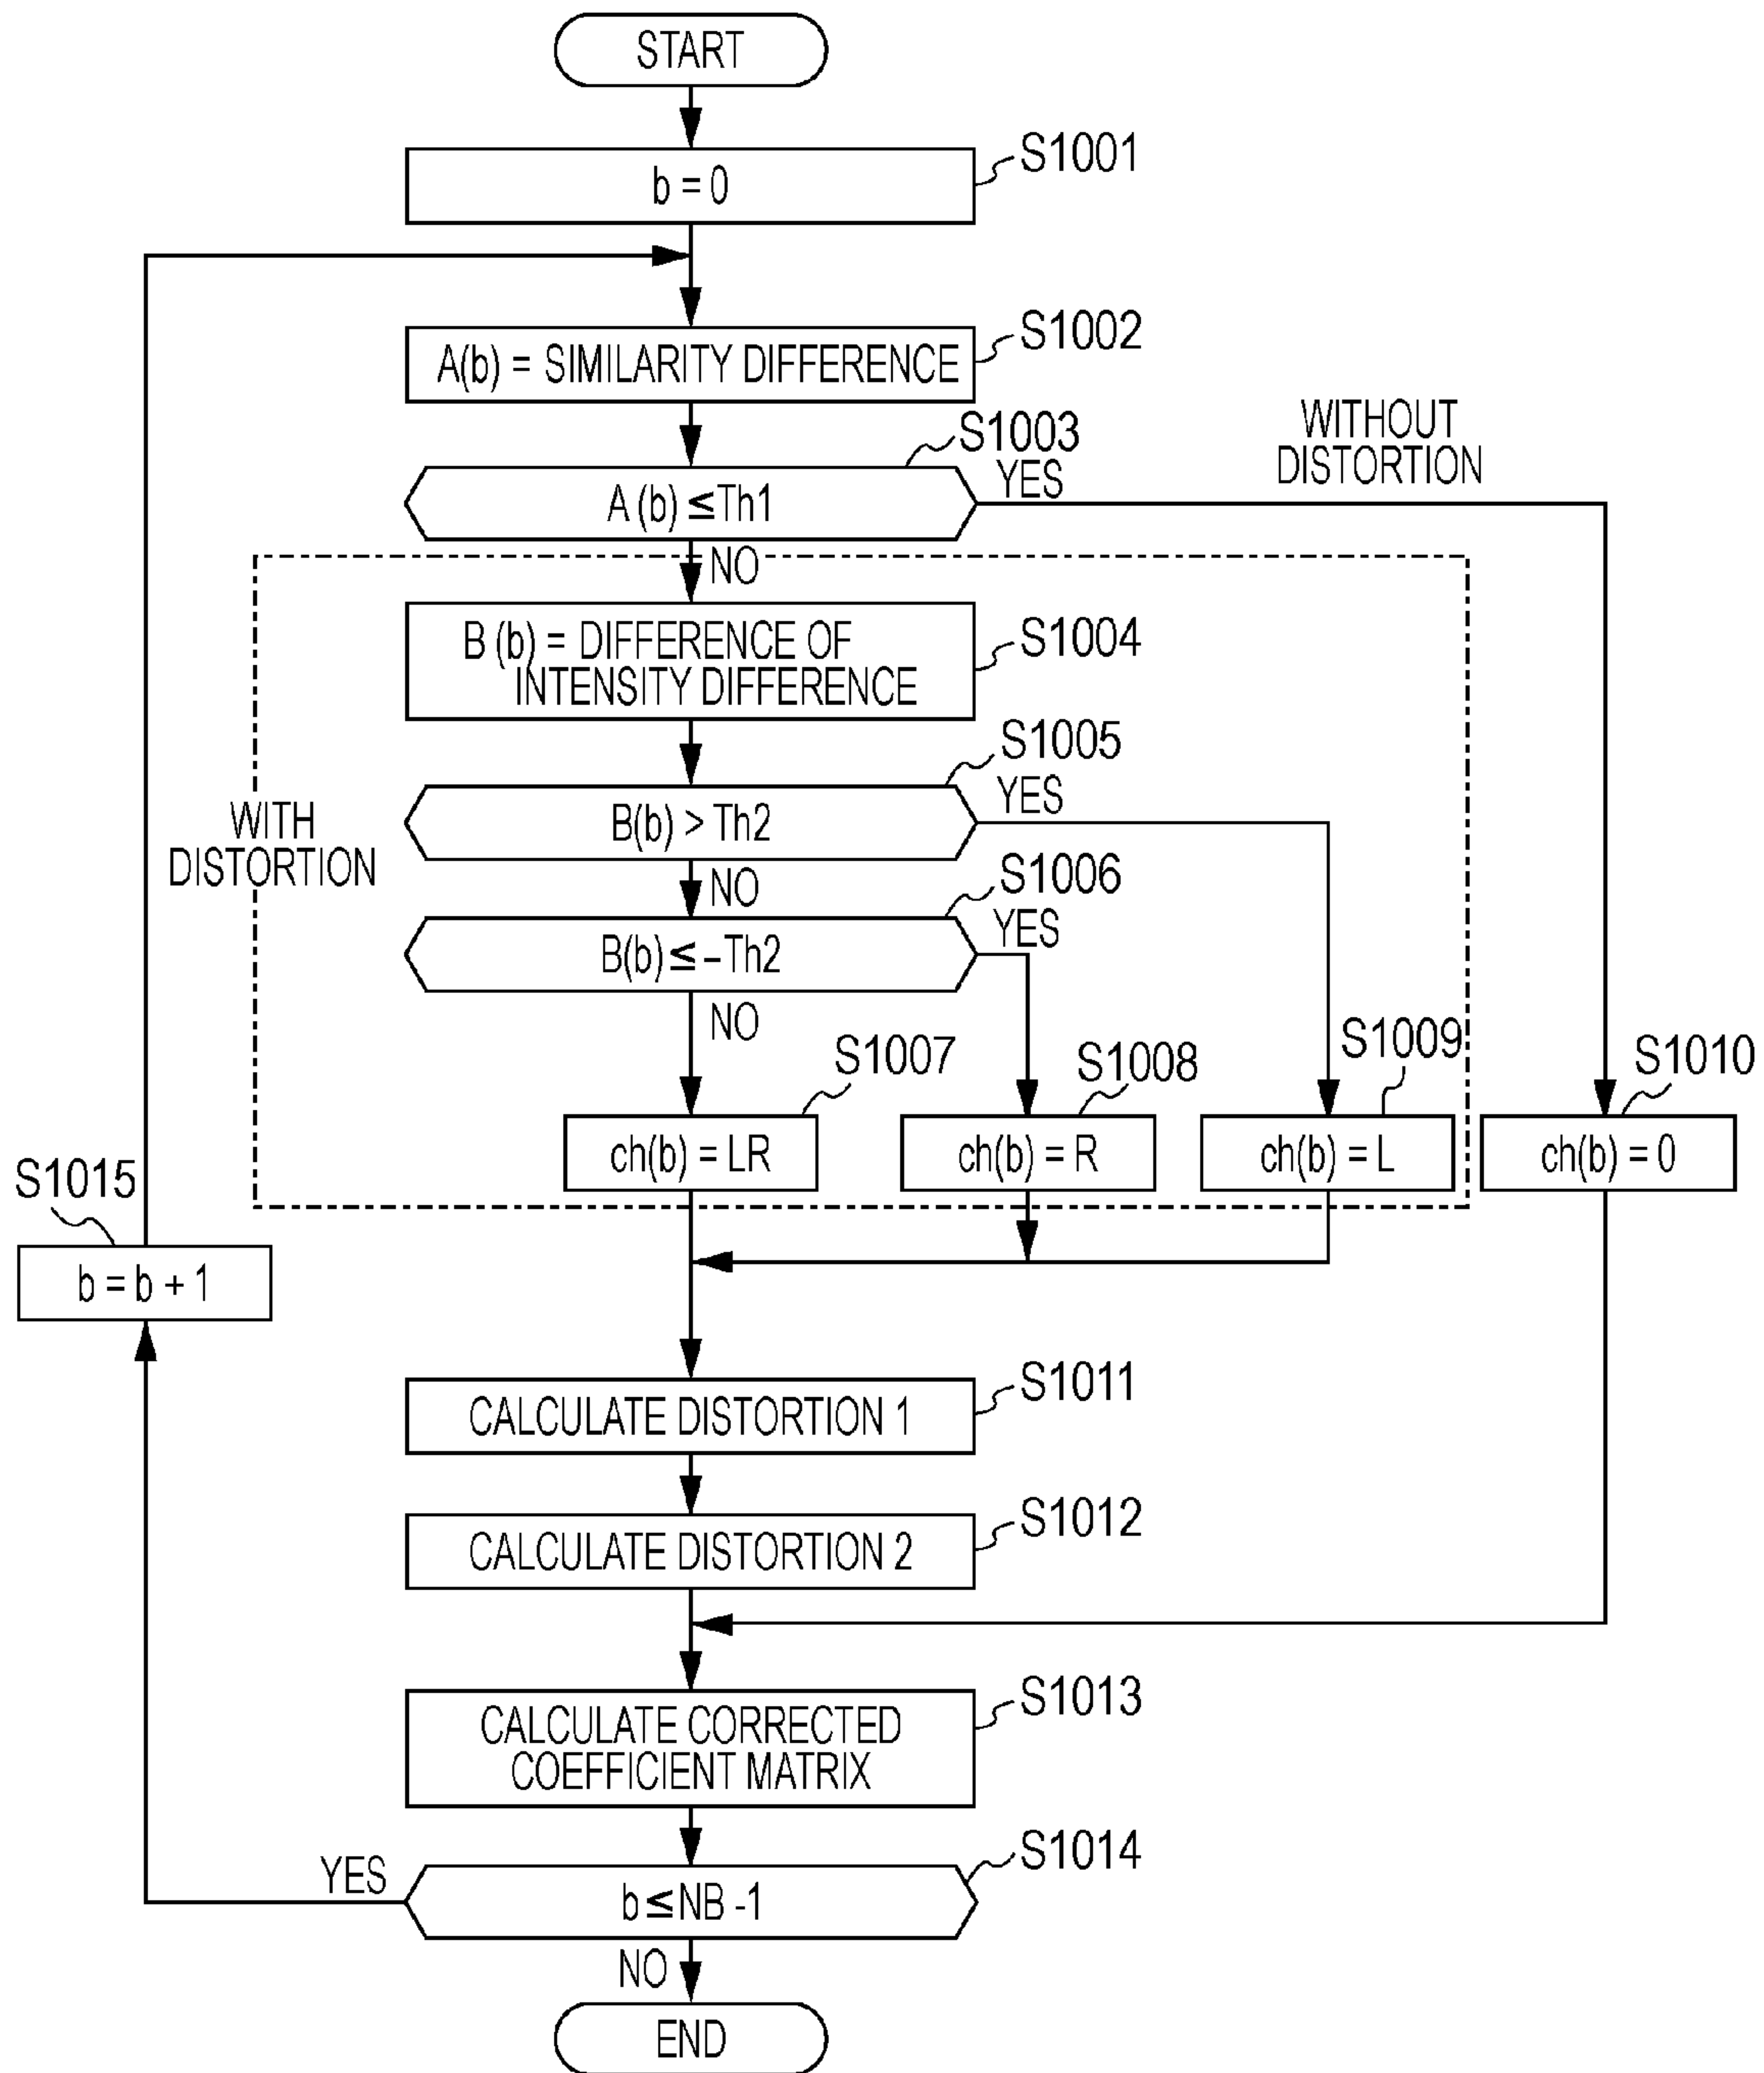 START
S1001
b = 0
S1002
A(b) = SIMILARITY DIFFERENCE
S1003
WITHOUT
DISTORTION
YES
A (b) ≤Th1
NO
S1004
B (b) = DIFFERENCE OF
INTENSITY DIFFERENCE
S1005
YES
B(b) > Th2
WITH
DISTORTION
NO
S1006
YES
B(b) ≤ –Th2
NO
S1007
S1008
S1009
S1010
ch(b) = LR
ch(b) = R
ch(b) = L
ch(b) = 0
S1015
b = b + 1
S1011
CALCULATE DISTORTION 1
S1012
CALCULATE DISTORTION 2
S1013
CALCULATE CORRECTED
COEFFICIENT MATRIX
S1014
YES
b ≤ NB -1
NO
END